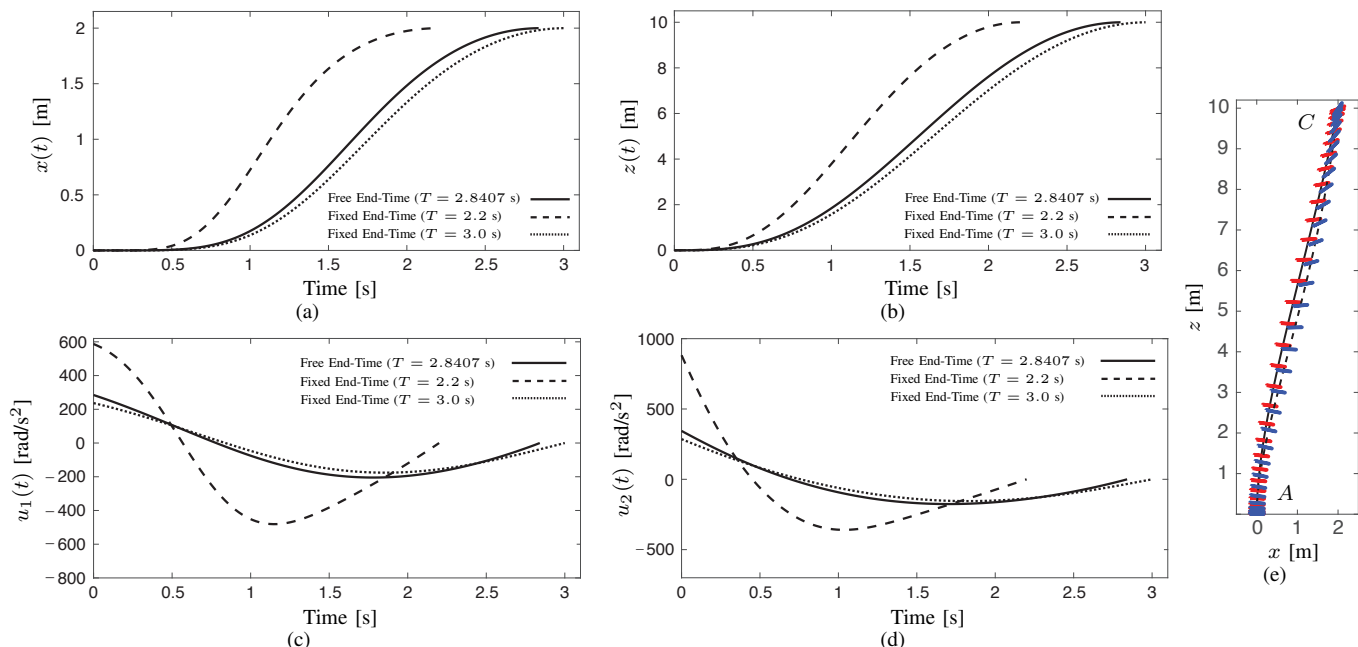 2
1.5
1
0.5
0
x(t) [m]
Free End-Time (T = 2.8407 s)
Fixed End-Time (T = 2.2 s)
Fixed End-Time (T = 3.0 s)
0 0.5 1 1.5 2 2.5 3
Time [s]
(a)
10
8
6
4
2
0
z(t) [m]
Free End-Time (T = 2.8407 s)
Fixed End-Time (T = 2.2 s)
Fixed End-Time (T = 3.0 s)
0 0.5 1 1.5 2 2.5 3
Time [s]
(b)
600
400
200
0
−200
−400
−600
−800
u1(t) [rad/s2]
Free End-Time (T = 2.8407 s)
Fixed End-Time (T = 2.2 s)
Fixed End-Time (T = 3.0 s)
0 0.5 1 1.5 2 2.5 3
Time [s]
(c)
1000
500
0
−500
u2(t) [rad/s2]
Free End-Time (T = 2.8407 s)
Fixed End-Time (T = 2.2 s)
Fixed End-Time (T = 3.0 s)
0 0.5 1 1.5 2 2.5 3
Time [s]
(d)
10
9
8
7
6
5
4
3
2
1
z [m]
C
A
0 1 2
x [m]
(e)